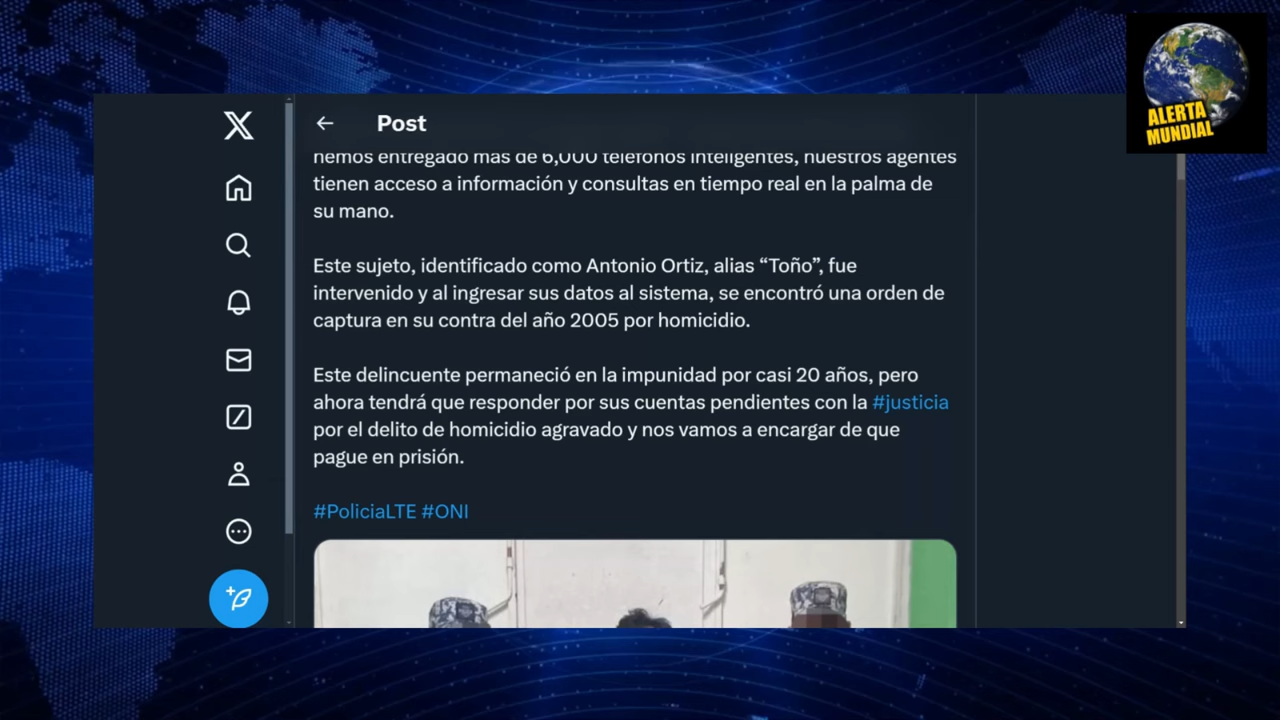 ALERTA
MUNDIAL
Post
hemos entregado más de 6,000 teléfonos inteligentes, nuestros agentes
tienen acceso a información y consultas en tiempo real en la palma de
su mano.
Este sujeto, identificado como Antonio Ortiz, alias “Toño”, fue
intervenido y al ingresar sus datos al sistema, se encontró una orden de
captura en su contra del año 2005 por homicidio.
Este delincuente permaneció en la impunidad por casi 20 años, pero
ahora tendrá que responder por sus cuentas pendientes con la #justicia
por el delito de homicidio agravado y nos vamos a encargar de que
pague en prisión.
#PoliciaLTE #ONI